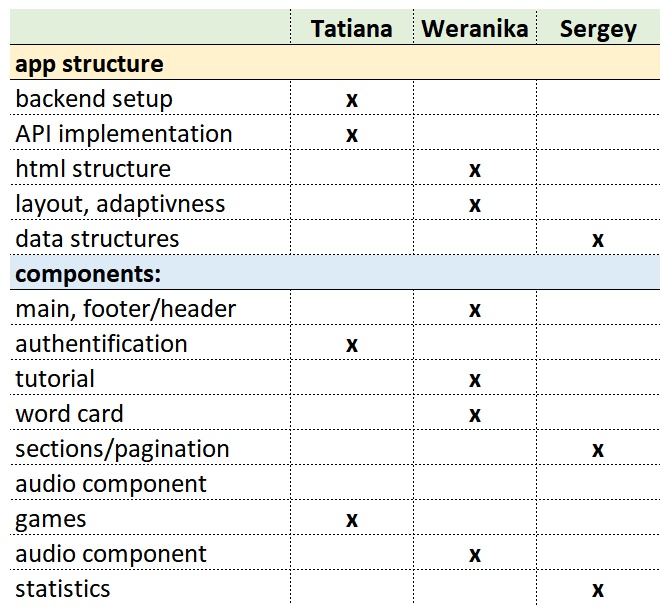 Tatiana Weranika Sergey
app structure
backend setup x
API implementation x
html structure x
layout, adaptivness x
data structures x
components:
main, footer/header x
authentification x
tutorial x
word card x
sections/pagination x
audio component
games x
audio component x
statistics x